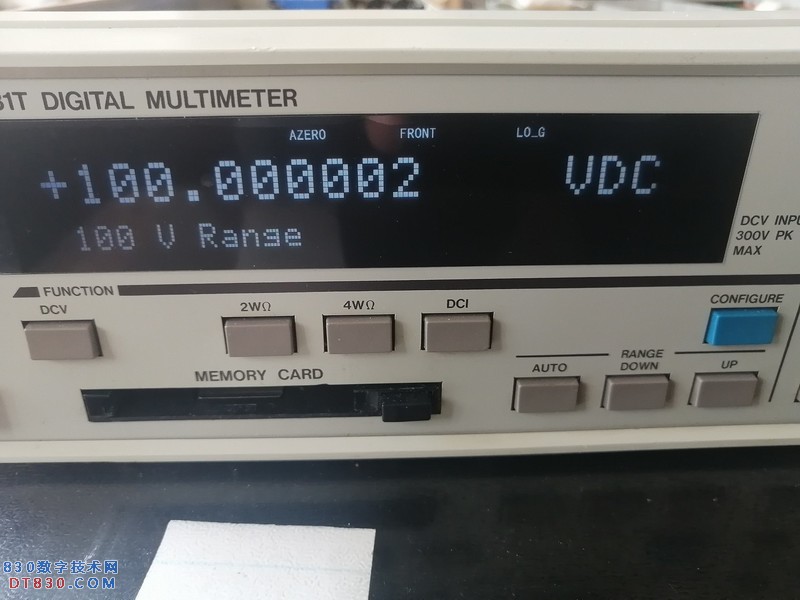 81T DIGITAL MULTIMETER
AZERO FRONT LO_G
+100.000002 VDC
100 V Range
DCV INPU
300V PK
MAX
FUNCTION
DCV
2WΩ
4WΩ
DCI
CONFIGURE
MEMORY CARD
AUTO
RANGE
DOWN
UP
830数字技术网
DT830.COM